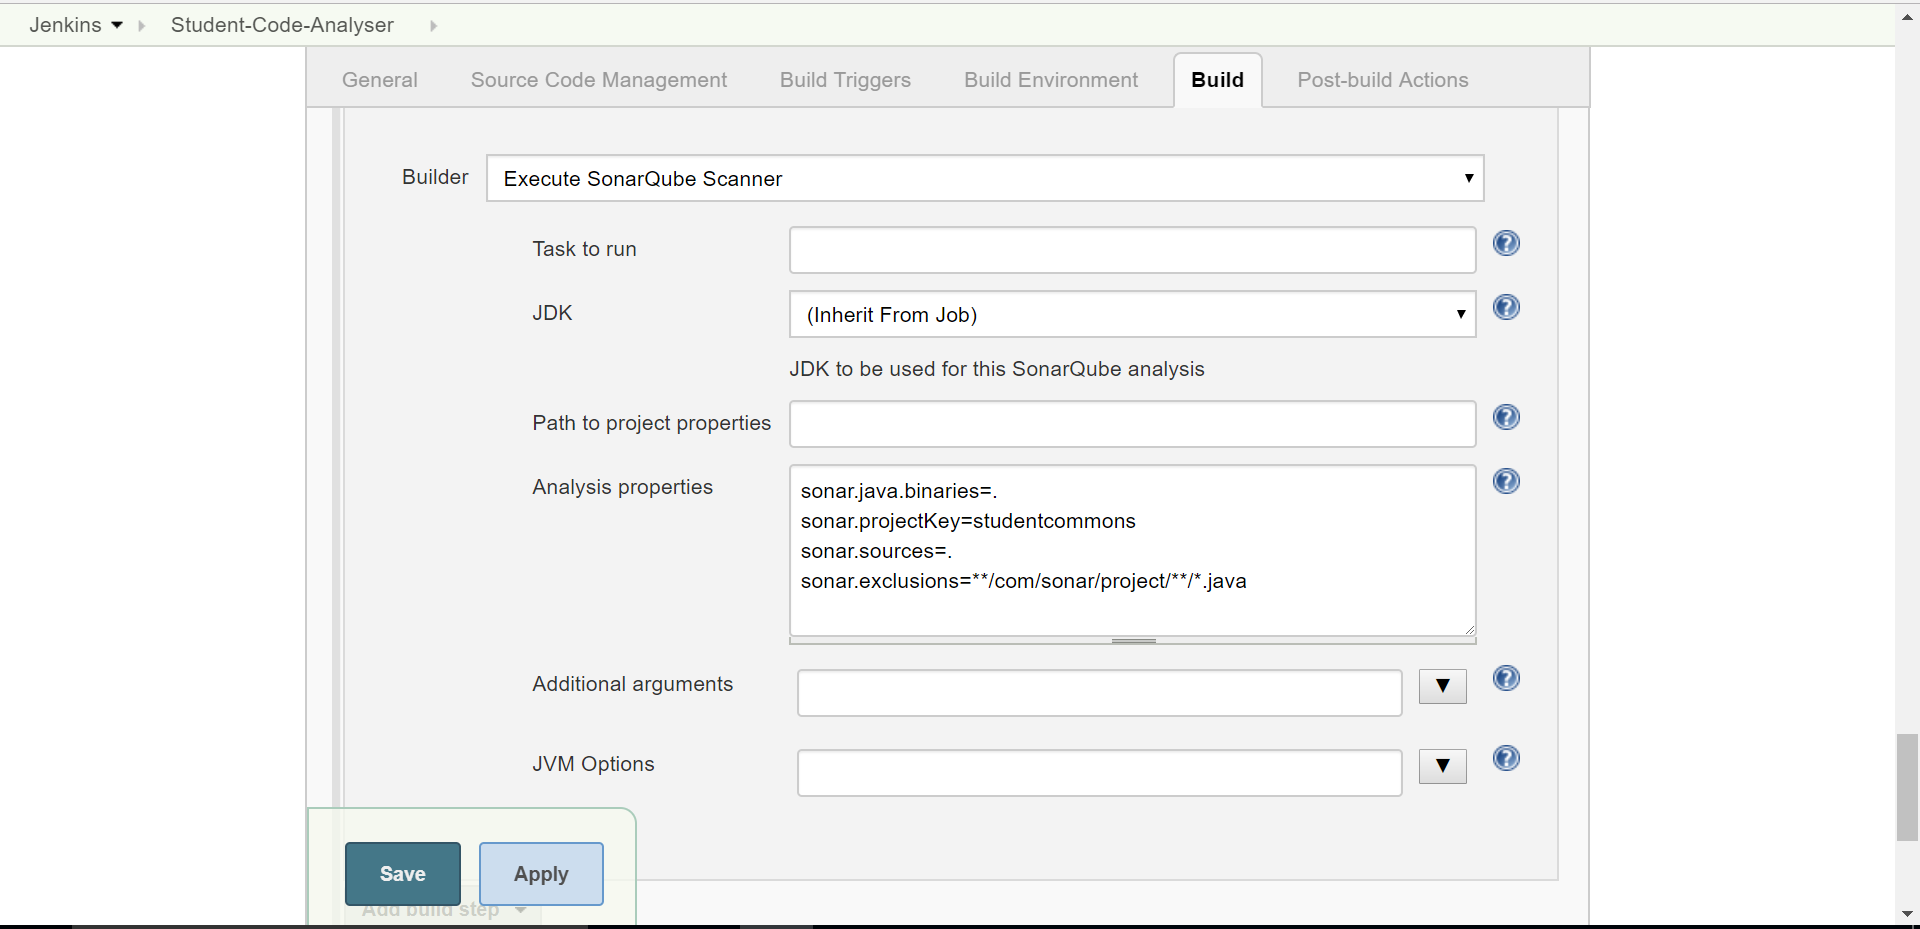 Jenkins
Student-Code-Analyser
General
Source Code Management
Build Triggers
Build Environment
Build
Post-build Actions
Builder
Execute SonarQube Scanner
Task to run
JDK
(Inherit From Job)
JDK to be used for this SonarQube analysis
Path to project properties
Analysis properties
sonar.java.binaries=.
sonar.projectKey=studentcommons
sonar.sources=.
sonar.exclusions=**/com/sonar/project/**/*.java
Additional arguments
JVM Options
Save
Apply
Add build step